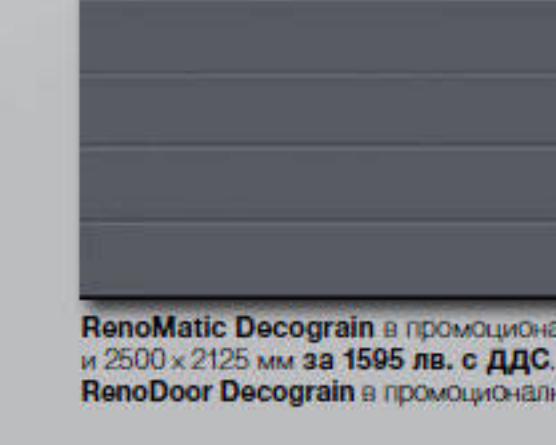 RenoMatic Decograin в промоциона
и 2500 x 2125 мм за 1595 лв. с ДДС.
RenoDoor Decograin в промоционалн